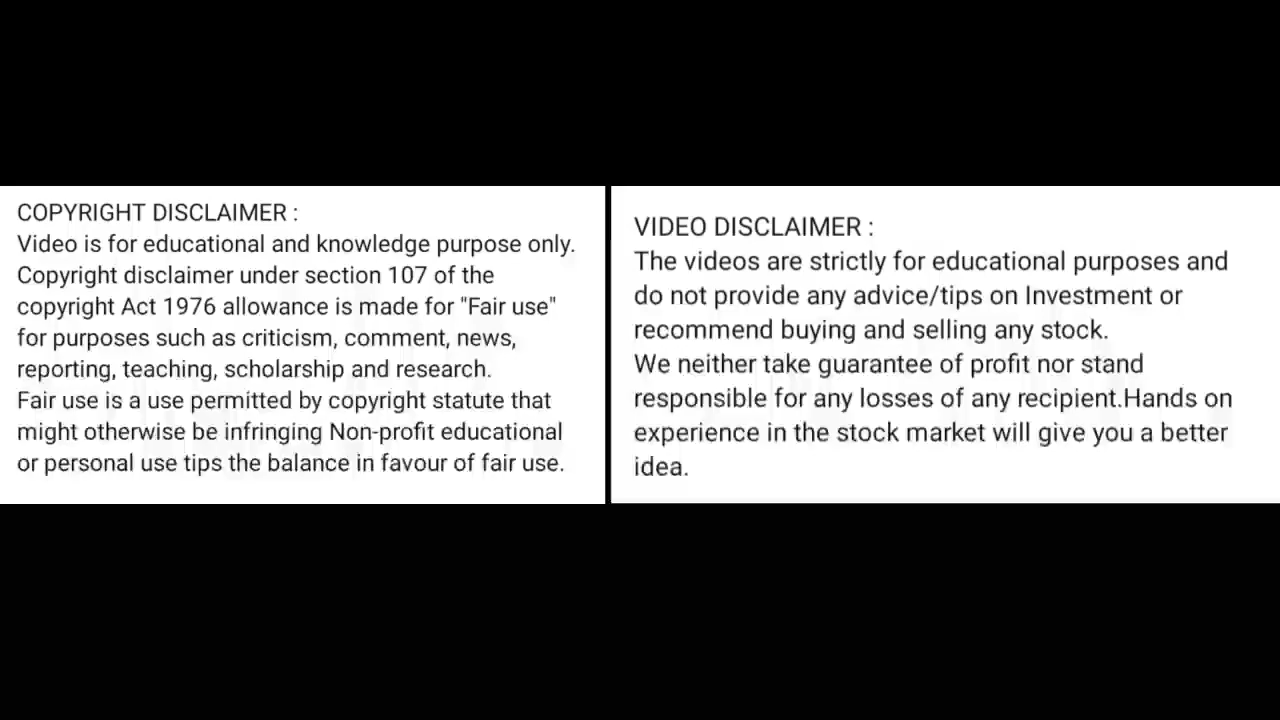 COPYRIGHT DISCLAIMER :
Video is for educational and knowledge purpose only.
Copyright disclaimer under section 107 of the
copyright Act 1976 allowance is made for "Fair use"
for purposes such as criticism, comment, news,
reporting, teaching, scholarship and research.
Fair use is a use permitted by copyright statute that
might otherwise be infringing Non-profit educational
or personal use tips the balance in favour of fair use.
VIDEO DISCLAIMER :
The videos are strictly for educational purposes and
do not provide any advice/tips on Investment or
recommend buying and selling any stock.
We neither take guarantee of profit nor stand
responsible for any losses of any recipient.Hands on
experience in the stock market will give you a better
idea.